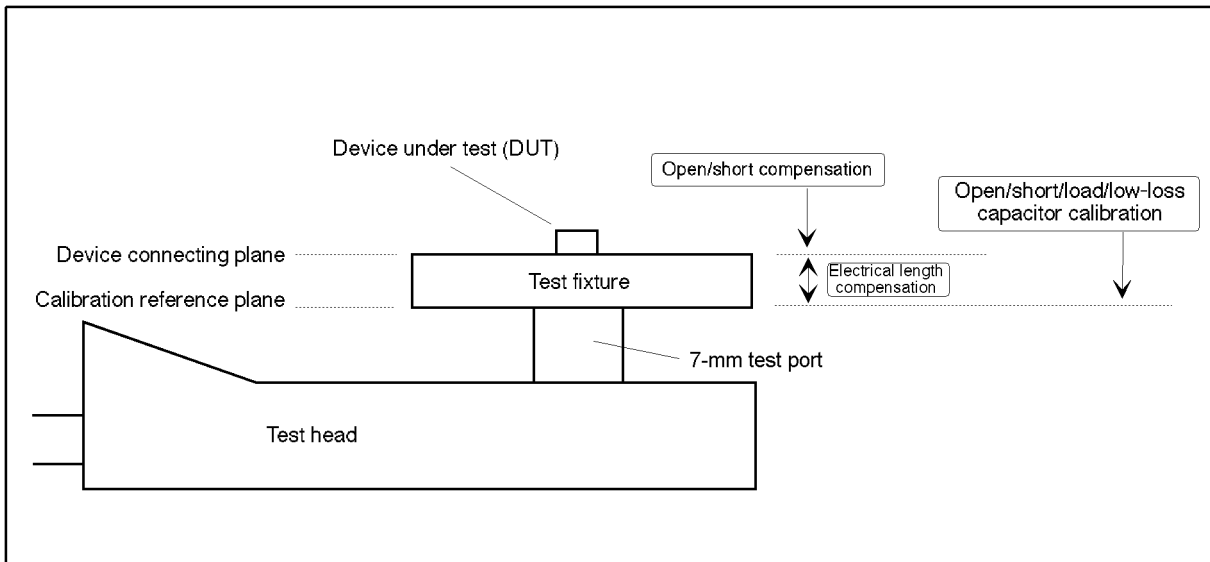 Device under test (DUT)
Open/short compensation
Open/short/load/low-loss
capacitor calibration
Device connecting plane
Test fixture
Electrical length
compensation
Calibration reference plane
7-mm test port
Test head